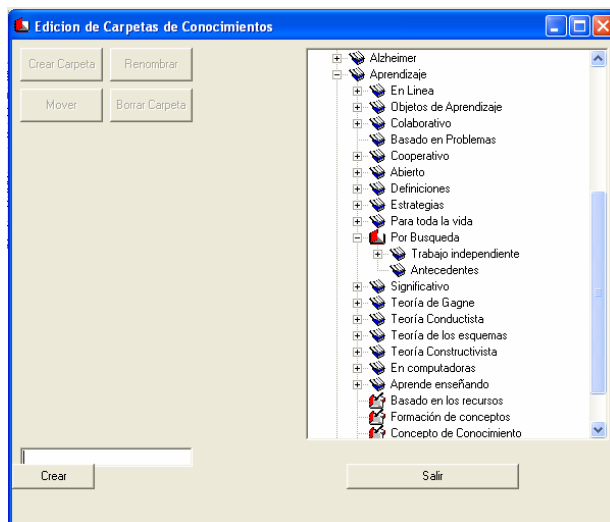 Edicion de Carpetas de Conocimientos
Crear Carpeta
Renombrar
Mover
Borrar Carpeta
Alzheimer
Aprendizaje
En Linea
Objetos de Aprendizaje
Colaborativo
Basado en Problemas
Cooperativo
Abierto
Definiciones
Estrategias
Para toda la vida
Por Busqueda
Trabajo independiente
Antecedentes
Significativo
Teoría de Gagne
Teoría Conductista
Teoría de los esquemas
Teoría Constructivista
En computadoras
Aprende enseñando
Basado en los recursos
Formación de conceptos
Concepto de Conocimiento
Crear
Salir